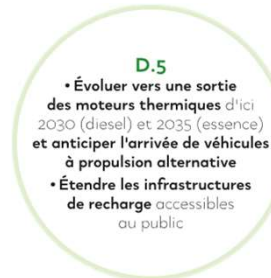 D.5
• Évoluer vers une sortie
des moteurs thermiques d'ici
2030 (diesel) et 2035 (essence)
et anticiper l'arrivée de véhicules
à propulsion alternative
• Étendre les infrastructures
de recharge accessibles
au public